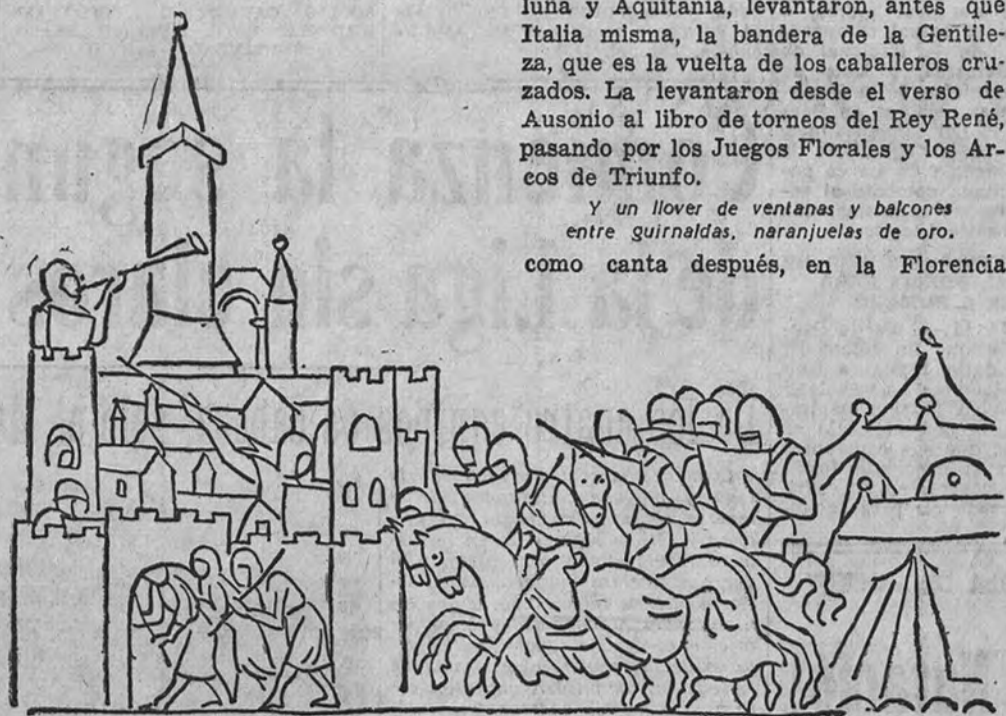 luña y Aquitania, levantaron, antes que
Italia misma, la bandera de la Gentile-
za, que es la vuelta de los caballeros cru-
zados. La levantaron desde el verso de
Ausonio al libro de torneos del Rey René,
pasando por los Juegos Florales y los Ar-
cos de Triunfo.
Y un llover de ventanas y balcones
entre guirnaldas, naranjuelas de oro.
como canta después, en la Florencia